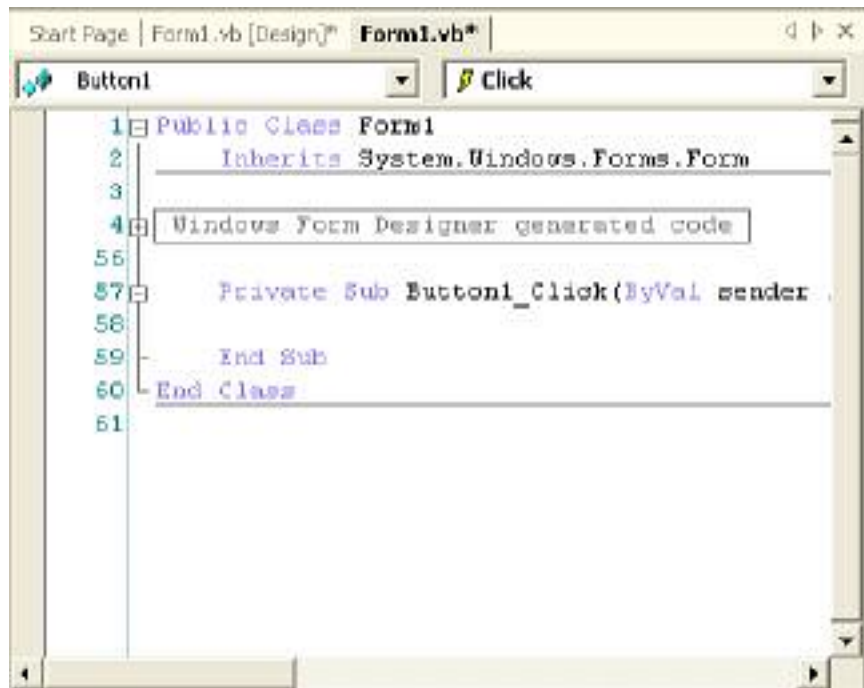 Start Page Form1.vb [Design]* Form1.vb*
Button1 Click
1 Public Class Form1
2 Inherits System.Windows.Forms.Form
3
4 Windows Form Designer generated code
56
57 Private Sub Button1_Click(ByVal sender
58
59 End Sub
60 End Class
61